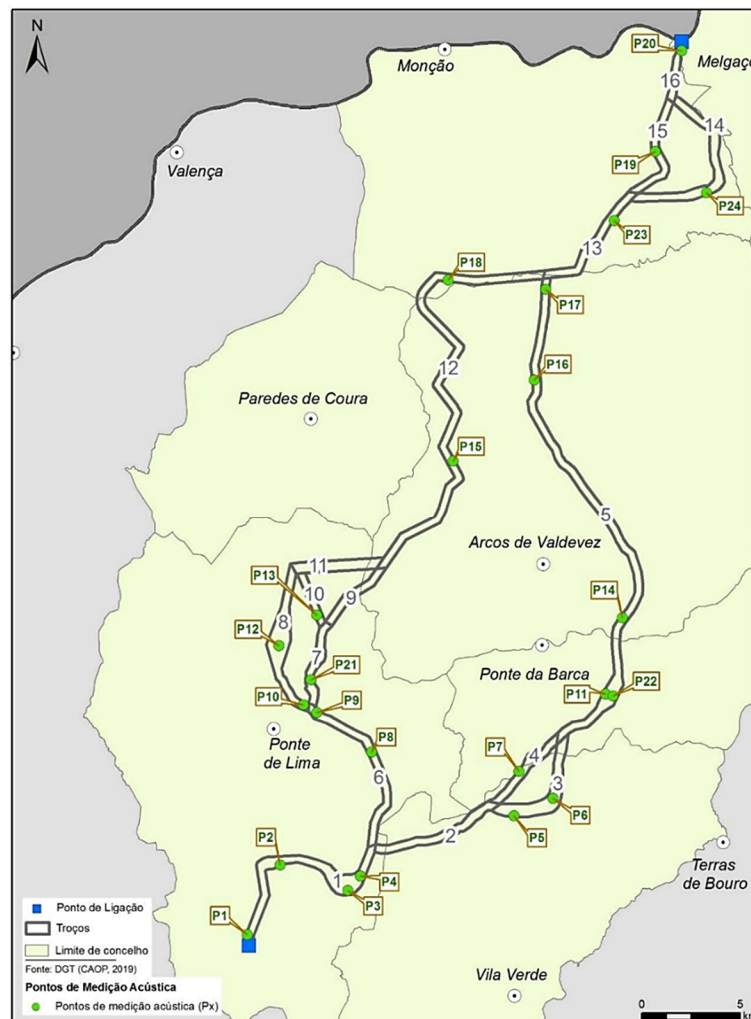 N
P20
Monção
Melgaço
16
14
15
Valença
P19
P24
P23
13
P18
P17
12
P16
Paredes de Coura
P15
5
Arcos de Valdevez
11
P13
10
9
P14
8
P12
7
Ponte da Barca
P21
P11
P22
P10
P9
Ponte
de Lima
P8
P7
4
6
3
P6
P5
2
P2
Terras
de Bouro
1
P4
P3
P1
Ponto de Ligação
Troços
Limite de concelho
Fonte: DGT (CAOP, 2019)
Pontos de Medição Acústica
Pontos de medição acústica (Px)
Vila Verde
0
5